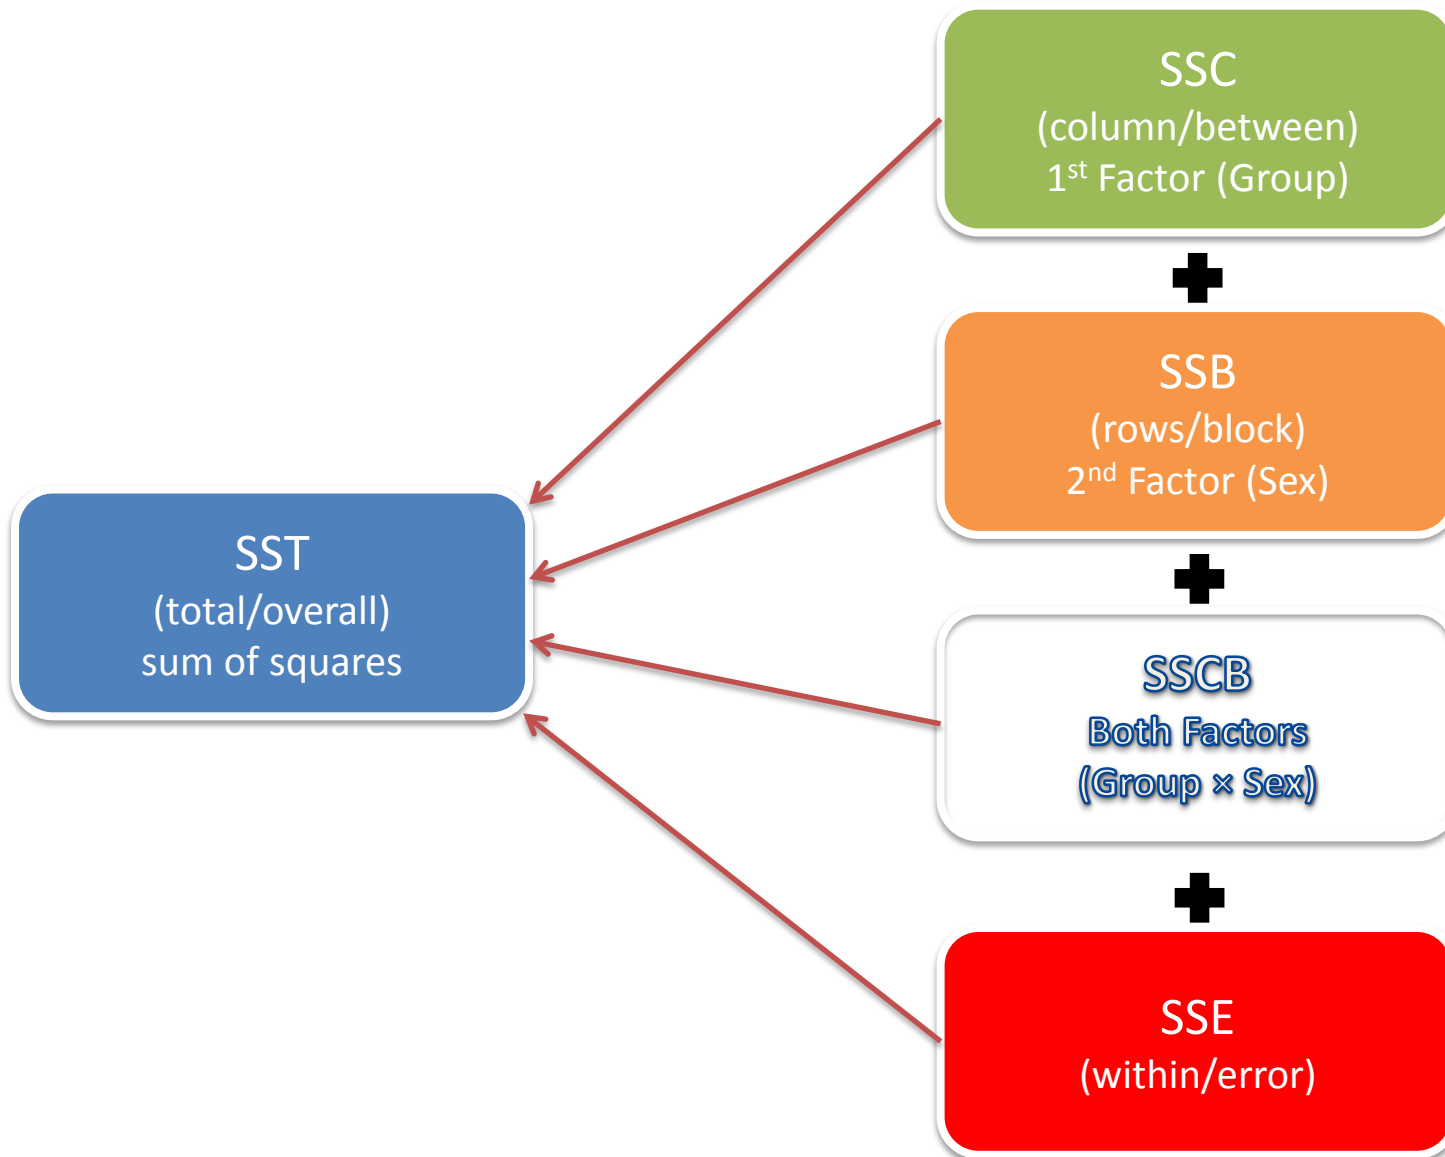 SSC
(column/between)
1st Factor (Group)
SSB
(rows/block)
2nd Factor (Sex)
SST
(total/overall)
sum of squares
SSCB
Both Factors
(Group × Sex)
SSE
(within/error)